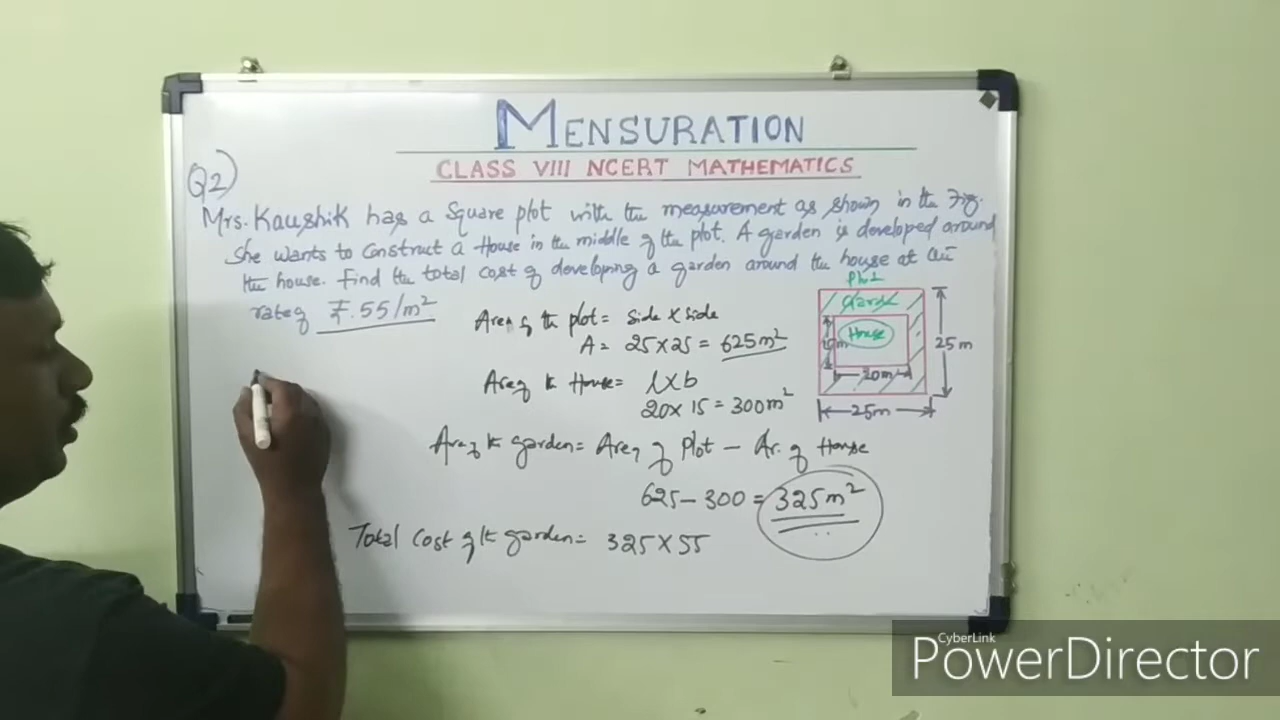 MENSURATION
CLASS VIII NCERT MATHEMATICS
Q2)
Mrs. Kaushik has a Square plot with the measurement as shown in the Fig.
She wants to construct a House in the middle of the plot. A garden is developed around
the house. Find the total cost of developing a garden around the house at the
rate of ₹.55/m²
Area of the plot = side × side
A = 25×25 = 625m²
Area of the House = l×b
20×15 = 300m²
Area of the garden = Area of Plot – Ar. of House
625 – 300 = 325m²
Total cost of the garden = 325×55
Plot
Garden
House
15m
20m
25m
25m
CyberLink
PowerDirector